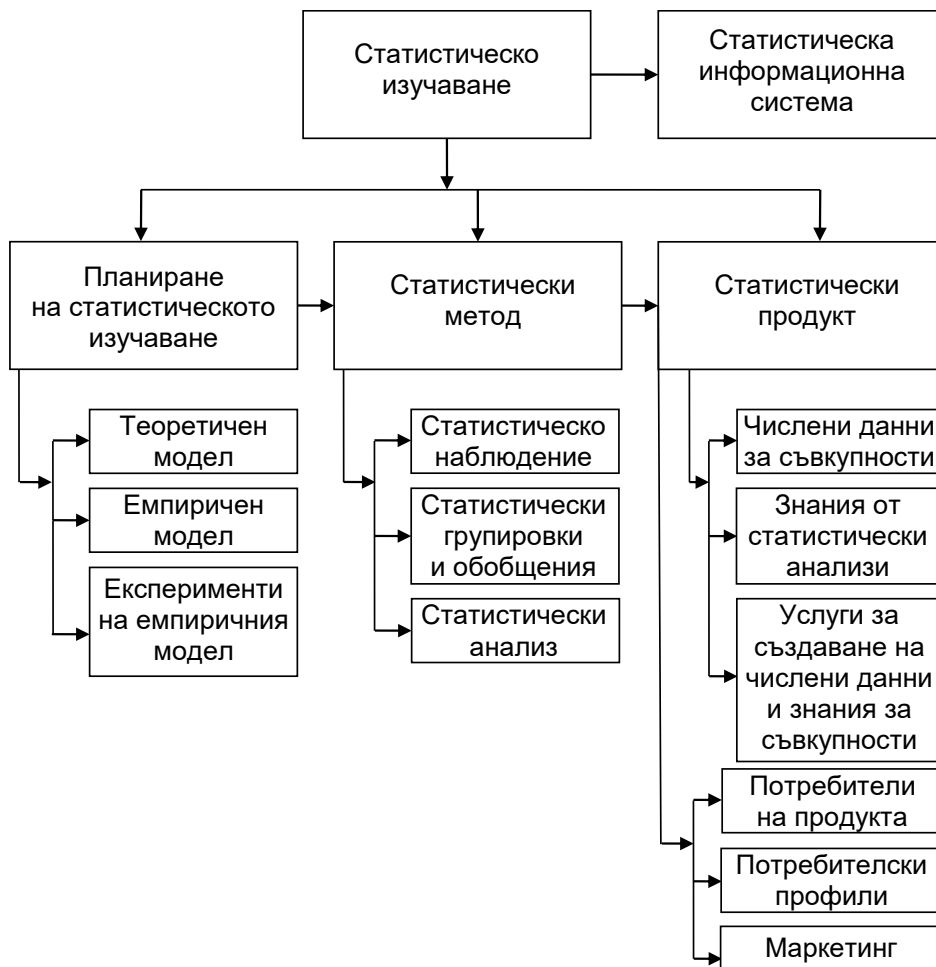 Статистическо
изучаване
Статистическа
информационна
система
Планиране
на статистическото
изучаване
Статистически
метод
Статистически
продукт
Теоретичен
модел
Емпиричен
модел
Експерименти
на емпиричния
модел
Статистическо
наблюдение
Статистически
групировки
и обобщения
Статистически
анализ
Числени данни
за съвкупности
Знания от
статистически
анализи
Услуги за
създаване на
числени данни
и знания за
съвкупности
Потребители
на продукта
Потребителски
профили
Маркетинг